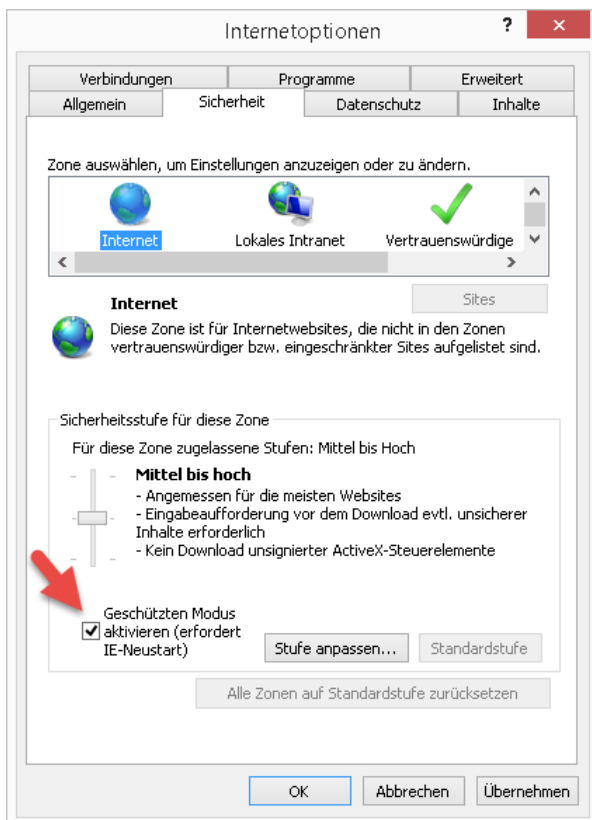 Internetoptionen
?
×
Verbindungen
Programme
Erweitert
Allgemein
Sicherheit
Datenschutz
Inhalte
Zone auswählen, um Einstellungen anzuzeigen oder zu ändern.
Internet
Lokales Intranet
Vertrauenswürdige
Internet
Sites
Diese Zone ist für Internetwebsites, die nicht in den Zonen
vertrauenswürdiger bzw. eingeschränkter Sites aufgelistet sind.
Sicherheitsstufe für diese Zone
Für diese Zone zugelassene Stufen: Mittel bis Hoch
Mittel bis hoch
- Angemessen für die meisten Websites
- Eingabeaufforderung vor dem Download evtl. unsicherer
Inhalte erforderlich
- Kein Download unsignierter ActiveX-Steuerelemente
Geschützten Modus
aktivieren (erfordert
IE-Neustart)
Stufe anpassen...
Standardstufe
Alle Zonen auf Standardstufe zurücksetzen
OK
Abbrechen
Übernehmen